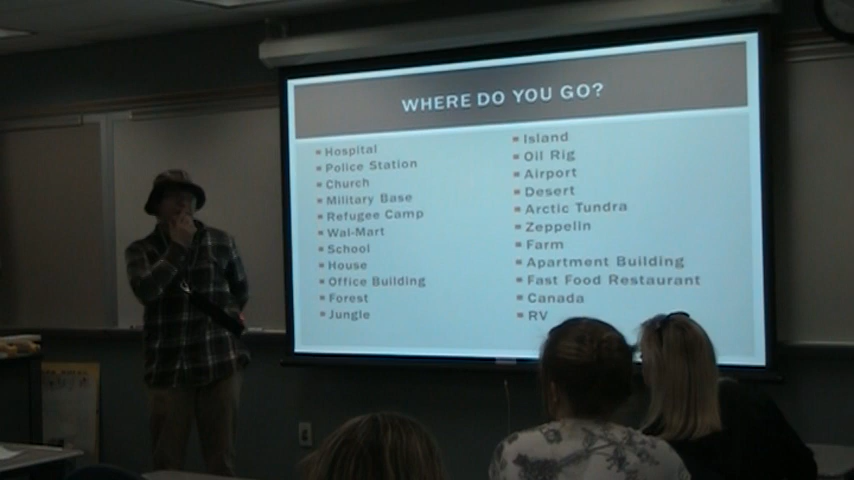 WHERE DO YOU GO?
Hospital
Police Station
Church
Military Base
Refugee Camp
Wal-Mart
School
House
Office Building
Forest
Jungle
Island
Oil Rig
Airport
Desert
Arctic Tundra
Zeppelin
Farm
Apartment Building
Fast Food Restaurant
Canada
RV